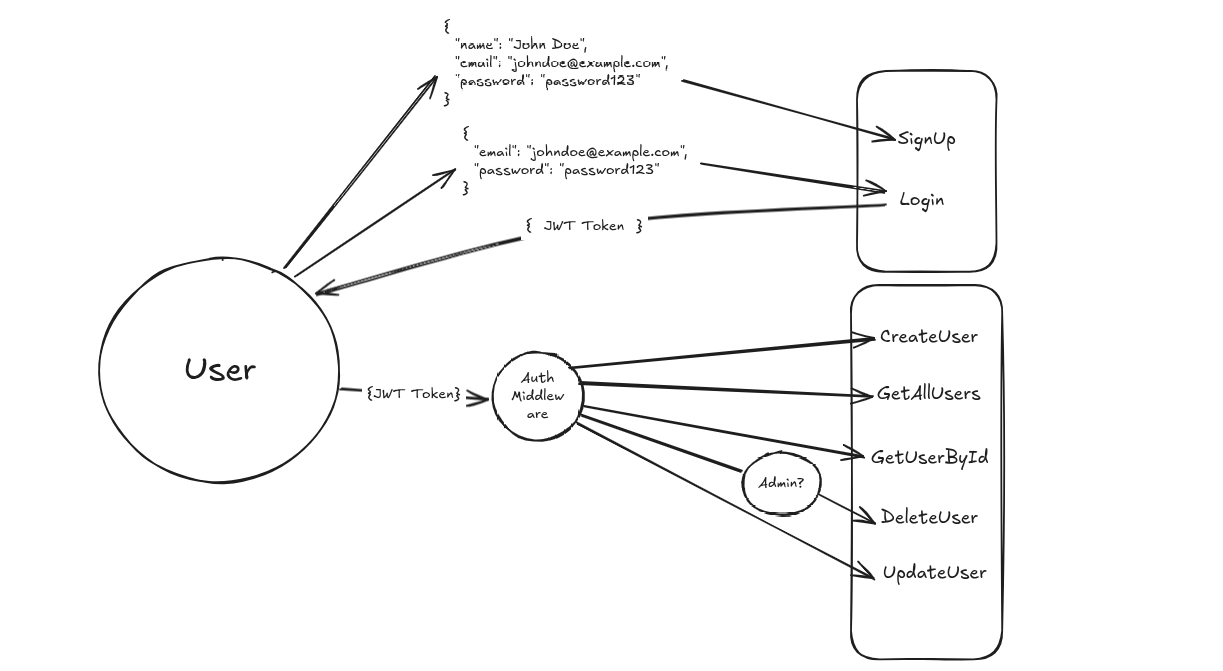 {
"name": "John Doe",
"email": "johndoe@example.com",
"password": "password123"
}
{
"email": "johndoe@example.com",
"password": "password123"
}
{ JWT Token }
SignUp
Login
User
{JWT Token}
Auth
Middlew
are
Admin?
CreateUser
GetAllUsers
GetUserById
DeleteUser
UpdateUser